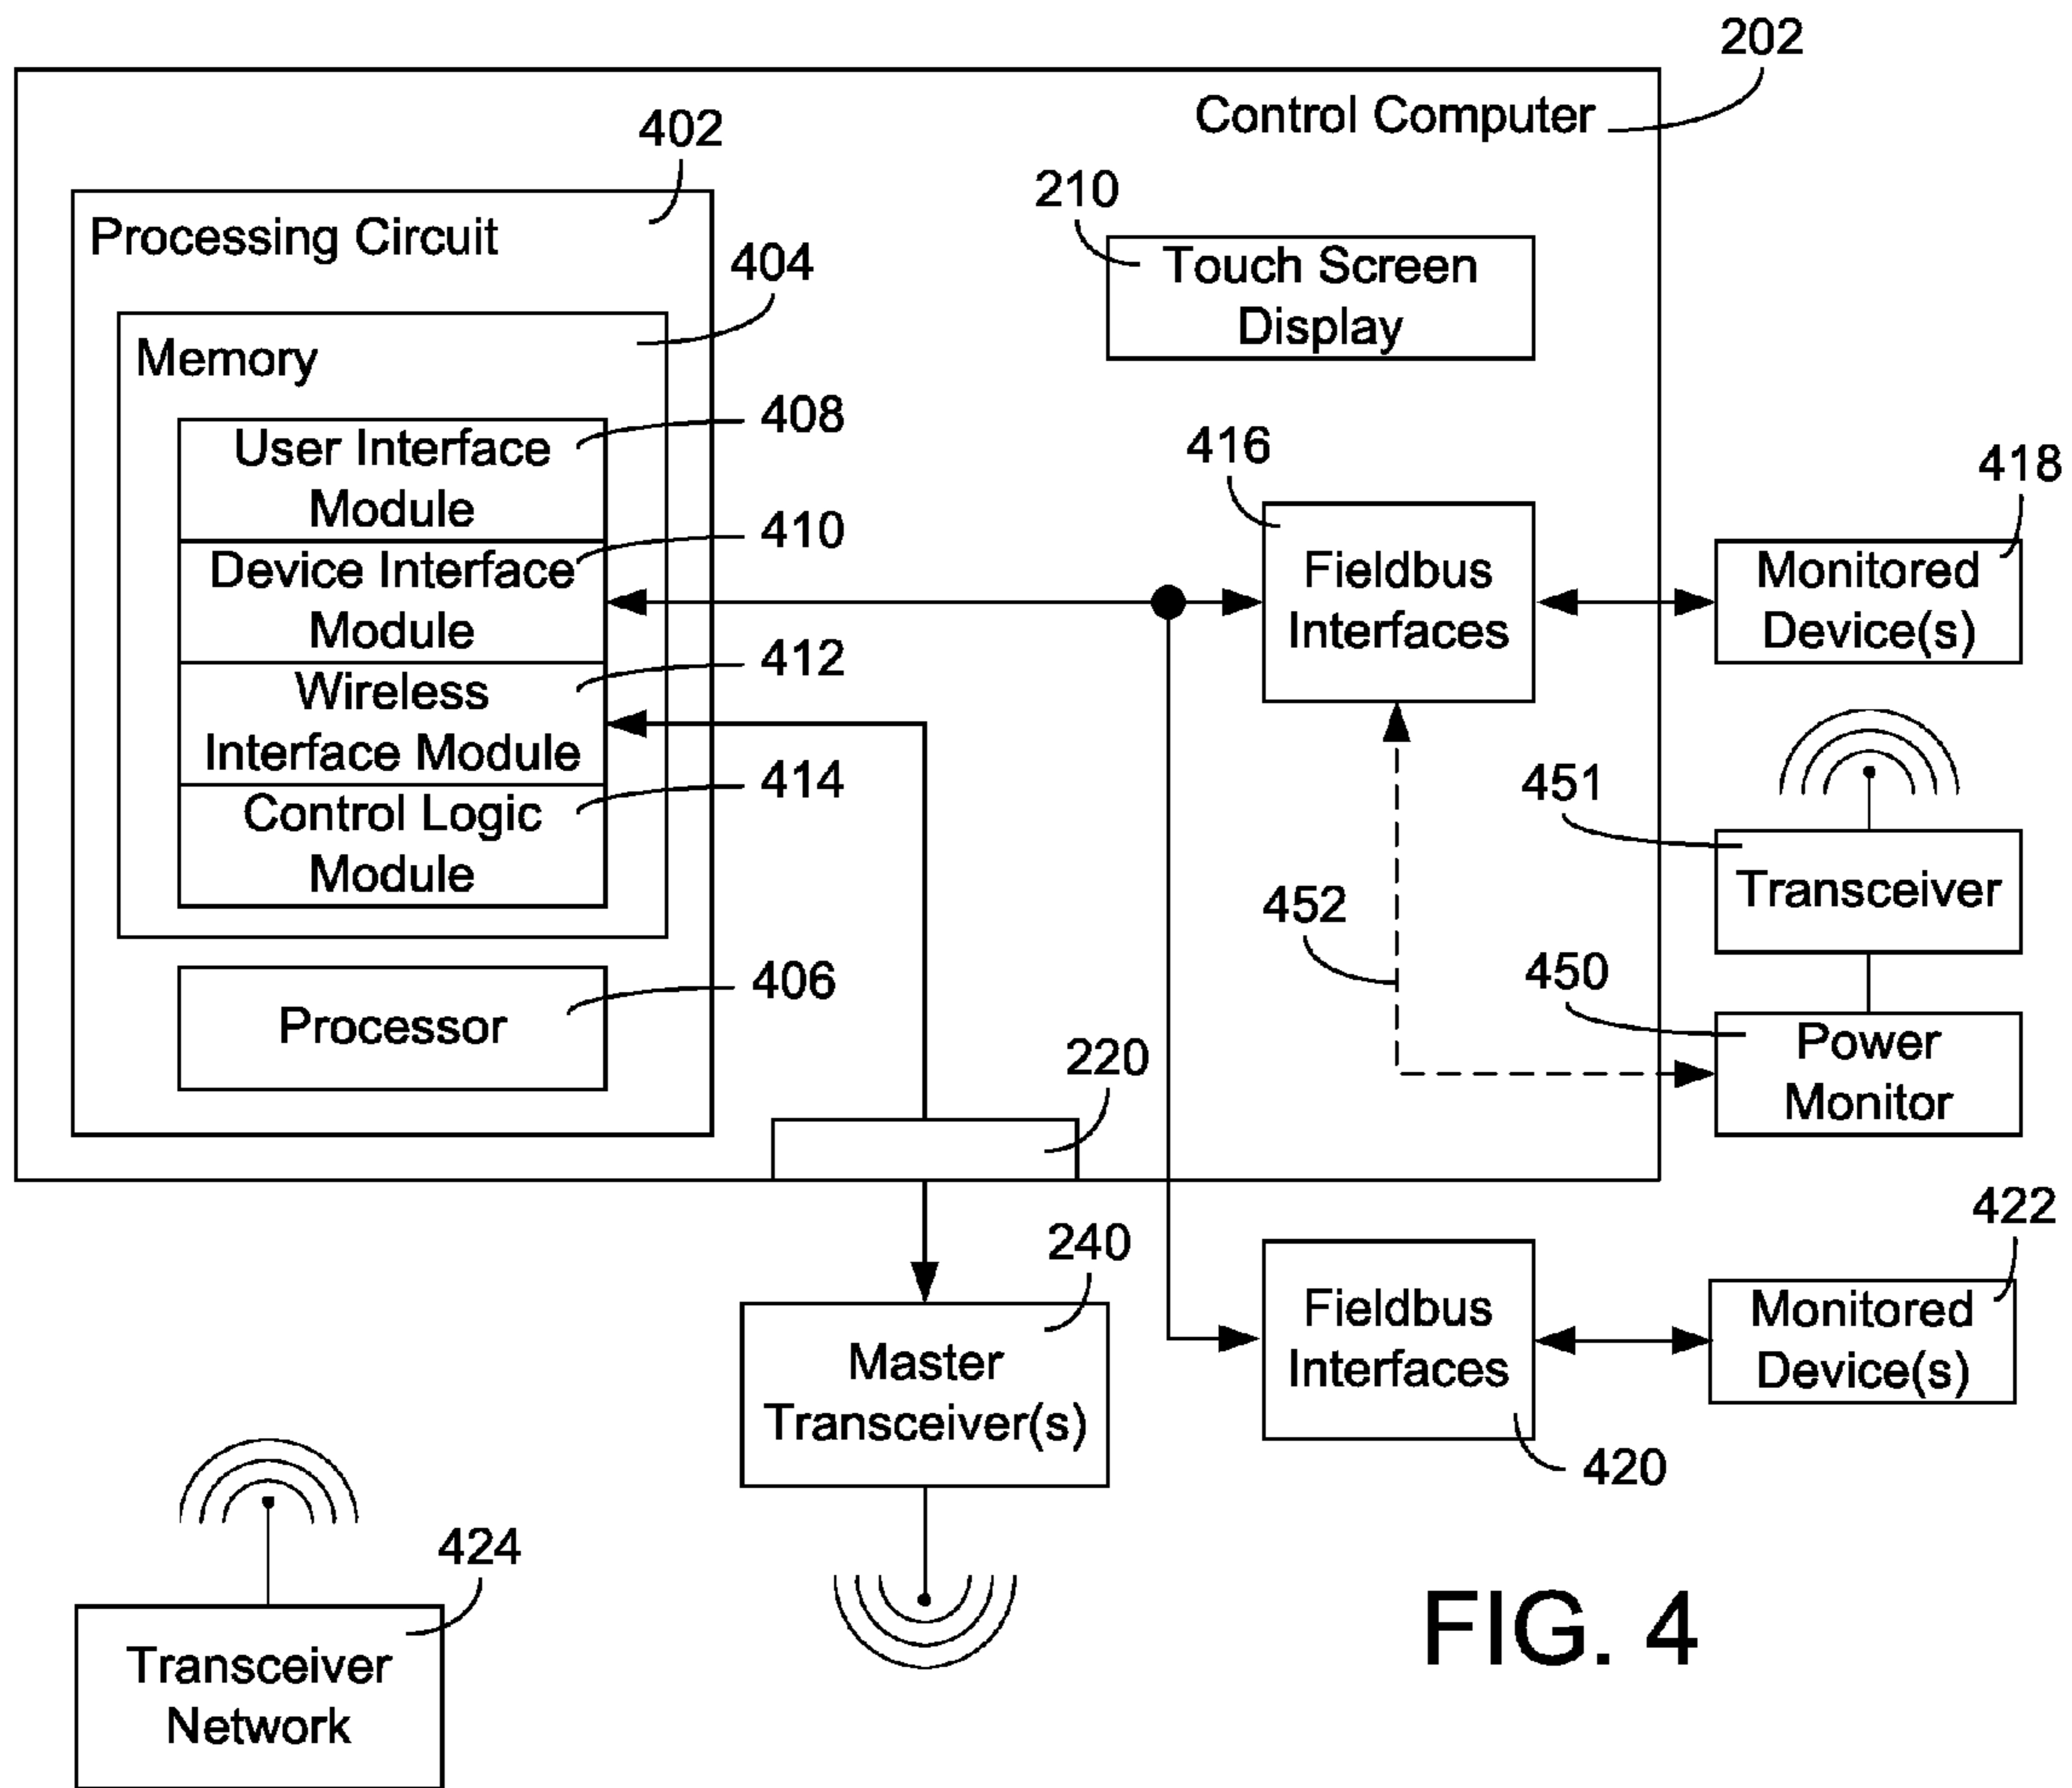 202
Control Computer
402
Processing Circuit
210
Touch Screen
Display
404
Memory
408
User Interface
Module
410
Device Interface
Module
412
Wireless
Interface Module
414
Control Logic
Module
406
Processor
416
Fieldbus
Interfaces
418
Monitored
Device(s)
451
Transceiver
452
450
Power
Monitor
220
240
Master
Transceiver(s)
Fieldbus
Interfaces
420
422
Monitored
Device(s)
424
Transceiver
Network
FIG. 4